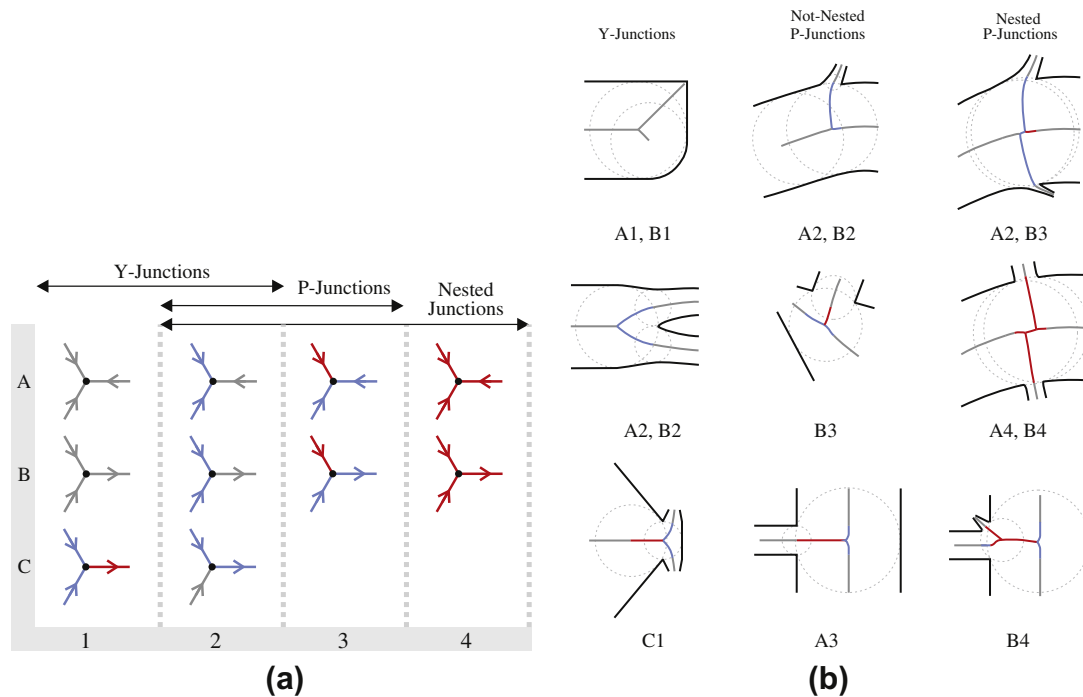 Y-Junctions
P-Junctions
Nested
Junctions
A
B
C
1
2
3
4
(a)
Y-Junctions
Not-Nested
P-Junctions
Nested
P-Junctions
A1, B1
A2, B2
A2, B3
A2, B2
B3
A4, B4
C1
A3
B4
(b)